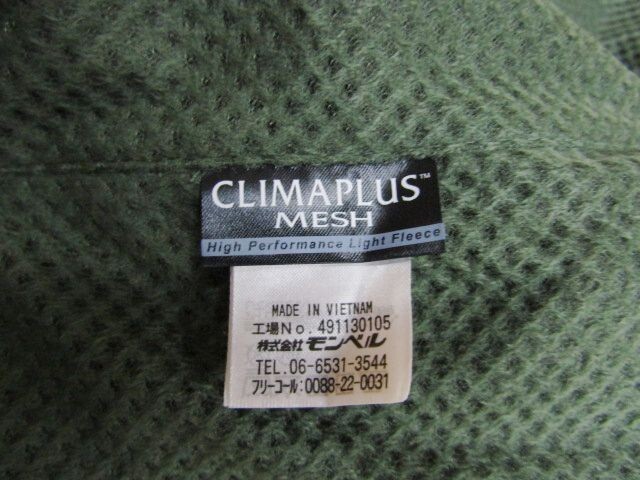 CLIMAPLUS™
MESH
High Performance Light Fleece
MADE IN VIETNAM
工場No. 491130105
株式会社 モンベル
TEL. 06-6531-3544
フリーコール: 0088-22-0031